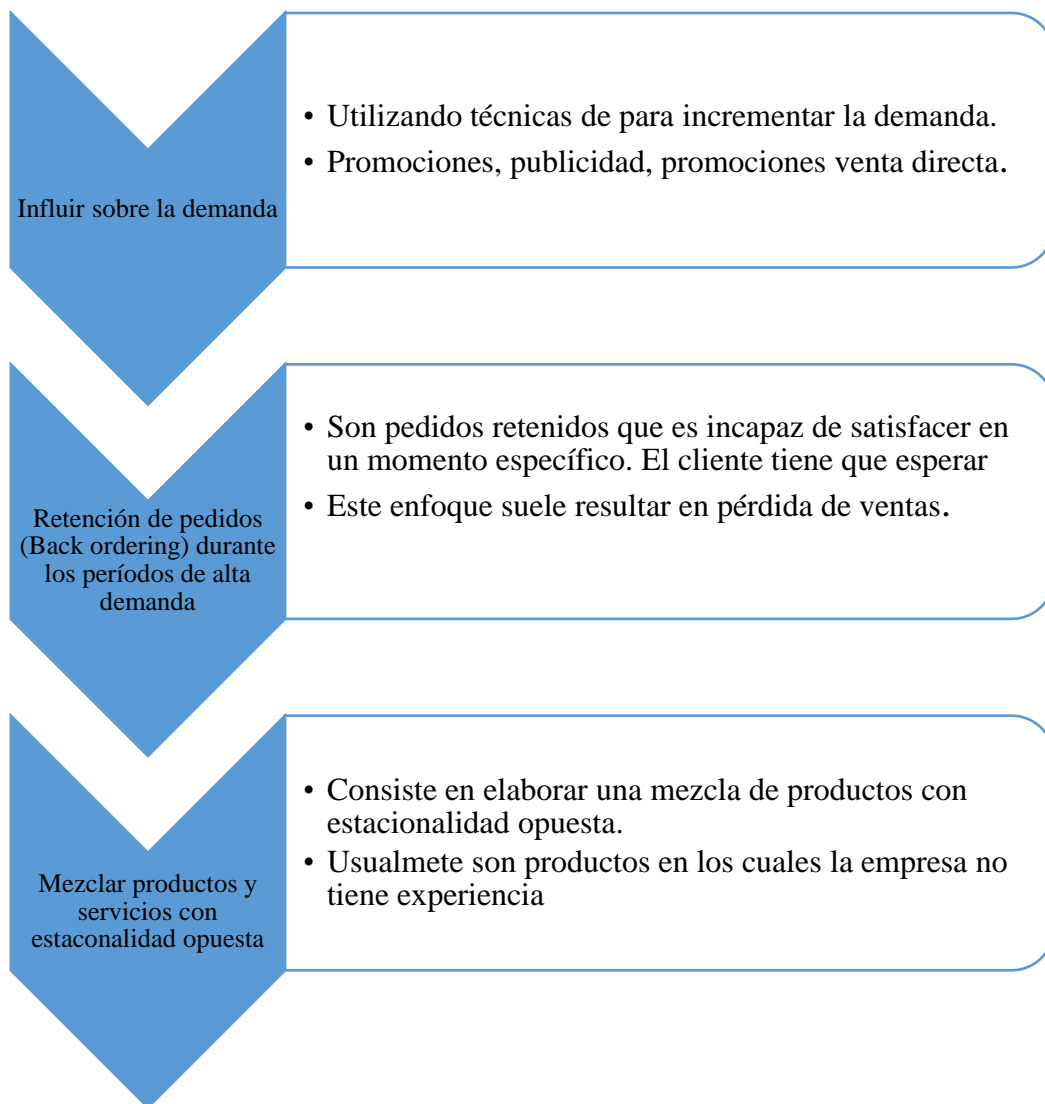 Influir sobre la demanda
• Utilizando técnicas de para incrementar la demanda.
• Promociones, publicidad, promociones venta directa.
Retención de pedidos
(Back ordering) durante
los períodos de alta
demanda
• Son pedidos retenidos que es incapaz de satisfacer en
un momento específico. El cliente tiene que esperar
• Este enfoque suele resultar en pérdida de ventas.
Mezclar productos y
servicios con
estaconalidad opuesta
• Consiste en elaborar una mezcla de productos con
estacionalidad opuesta.
• Usualmete son productos en los cuales la empresa no
tiene experiencia